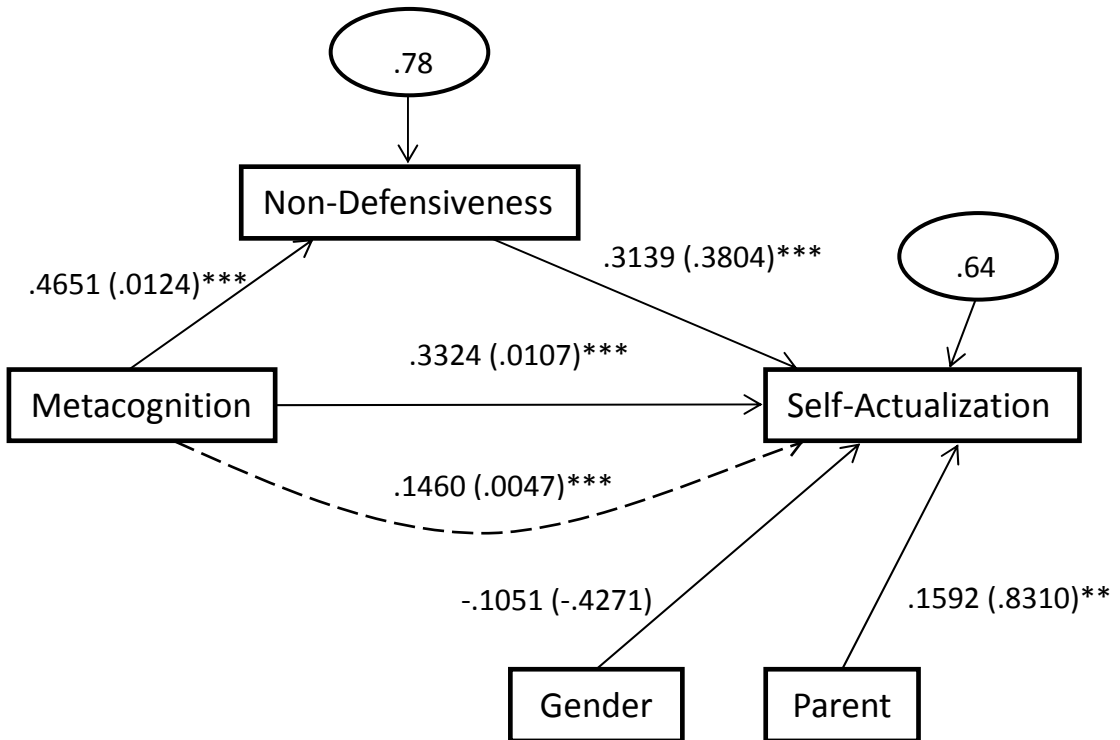 .78
Non-Defensiveness
.4651 (.0124)***
.3139 (.3804)***
.64
.3324 (.0107)***
Metacognition
Self-Actualization
.1460 (.0047)***
-.1051 (-.4271)
.1592 (.8310)**
Gender
Parent